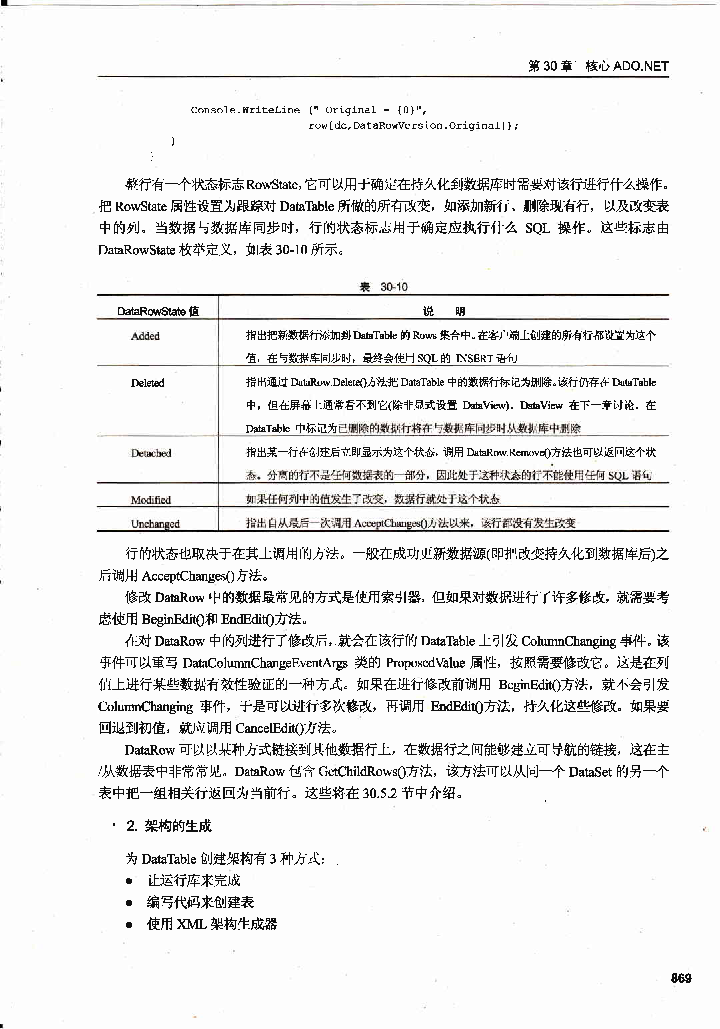 第 30 章 核心 ADO.NET
Console.WriteLine (" Original = {0}",
row[dc,DataRowVersion.Original]);
}
}
整行有一个状态标志 RowState, 它可以用于确定在持久化到数据库时需要对该行进行什么操作。
把 RowState 属性设置为跟踪对 DataTable 所做的所有改变，如添加新行、删除现有行，以及改变表
中的列。当数据与数据库同步时，行的状态标志用于确定应执行什么 SQL 操作。这些标志由
DataRowState 枚举定义，如表 30-10 所示。
表 30-10
DataRowState 值 说 明
Added 指出把新数据行添加到 DataTable 的 Rows 集合中。在客户端上创建的所有行都设置为这个
值，在与数据库同步时，最终会使用 SQL 的 INSERT 语句
Deleted 指出通过 DataRow.Delete()方法把 DataTable 中的数据行标记为删除。该行仍存在 DataTable
中，但在屏幕上通常看不到它(除非显式设置 DataView)。DataView 在下一章讨论。在
DataTable 中标记为已删除的数据行将在与数据库同步时从数据库中删除
Detached 指出某一行在创建后立即显示为这个状态，调用 DataRow.Remove()方法也可以返回这个状
态。分离的行不是任何数据表的一部分，因此处于这种状态的行不能使用任何 SQL 语句
Modified 如果任何列中的值发生了改变，数据行就处于这个状态
Unchanged 指出自从最后一次调用 AcceptChanges()方法以来，该行都没有发生改变
行的状态也取决于在其上调用的方法。一般在成功更新数据源(即把改变持久化到数据库后)之
后调用 AcceptChanges()方法。
修改 DataRow 中的数据最常见的方式是使用索引器，但如果对数据进行了许多修改，就需要考
虑使用 BeginEdit()和 EndEdit()方法。
在对 DataRow 中的列进行了修改后，就会在该行的 DataTable 上引发 ColumnChanging 事件。该
事件可以重写 DataColumnChangeEventArgs 类的 ProposedValue 属性，按照需要修改它。这是在列
值上进行某些数据有效性验证的一种方式。如果在进行修改前调用 BeginEdit()方法，就不会引发
ColumnChanging 事件，于是可以进行多次修改，再调用 EndEdit()方法，持久化这些修改。如果要
回退到初值，就应调用 CancelEdit()方法。
DataRow 可以以某种方式链接到其他数据行上，在数据行之间能够建立可导航的链接，这在主
/从数据表中非常常见。DataRow 包含 GetChildRows()方法，该方法可以从同一个 DataSet 的另一个
表中把一组相关行返回为当前行。这些将在 30.5.2 节中介绍。
2. 架构的生成
为 DataTable 创建架构有 3 种方式：
● 让运行库来完成
● 编写代码来创建表
● 使用 XML 架构生成器
869